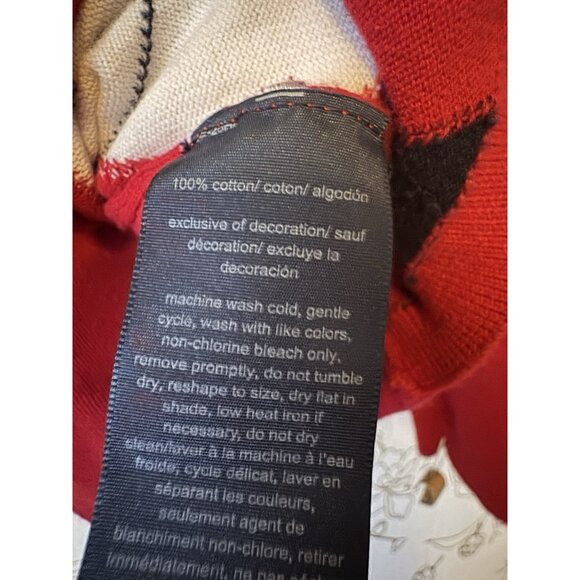 100% cotton/ coton/ algodón
exclusive of decoration/ sauf
décoration/ excluye la
decoración
machine wash cold, gentle
cycle, wash with like colors,
non-chlorine bleach only,
remove promptly, do not tumble
dry, reshape to size, dry flat in
shade, low heat iron if
necessary, do not dry
clean/laver à la machine à l'eau
froide, cycle délicat, laver en
séparant les couleurs,
seulement agent de
blanchiment non-chlore, retirer
immédiatement, ne pas